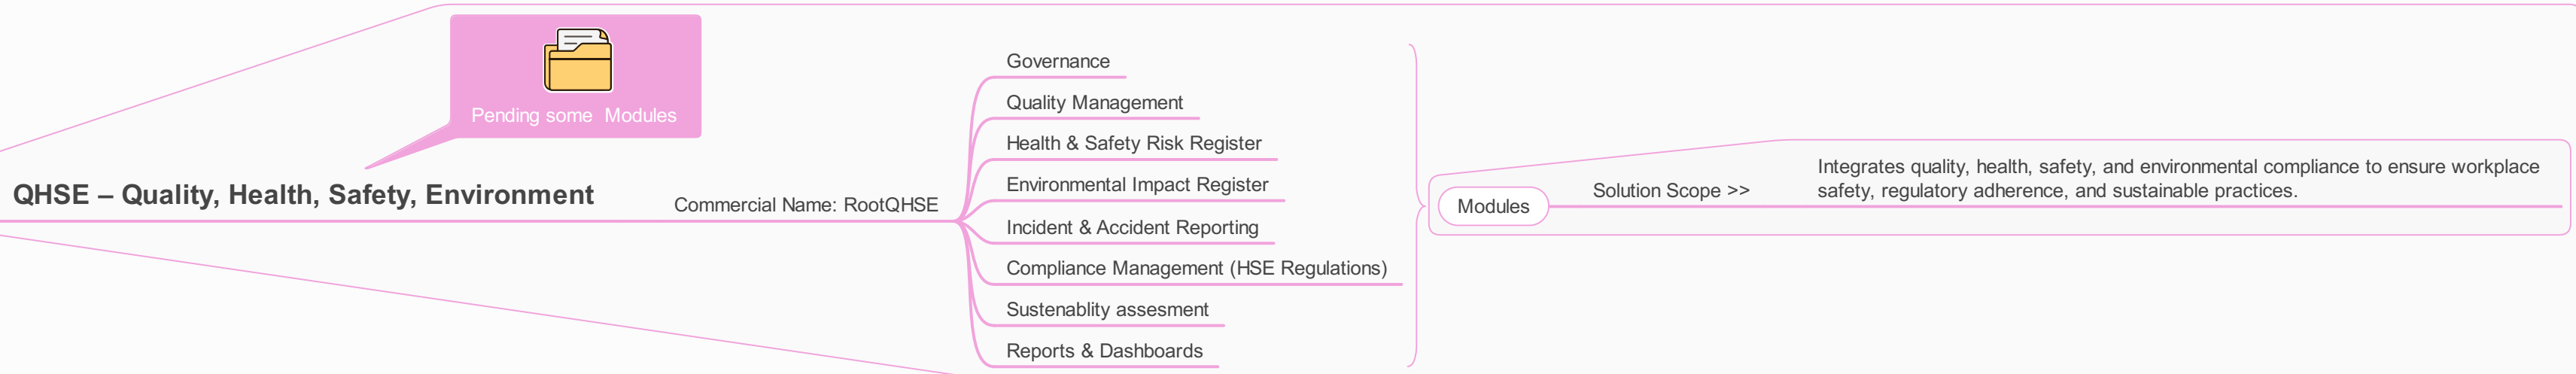 Pending some  Modules
QHSE – Quality, Health, Safety, Environment
Commercial Name: RootQHSE
Governance
Quality Management
Health & Safety Risk Register
Environmental Impact Register
Incident & Accident Reporting
Compliance Management (HSE Regulations)
Sustenablity assesment
Reports & Dashboards
Modules
Solution Scope >>
Integrates quality, health, safety, and environmental compliance to ensure workplace
safety, regulatory adherence, and sustainable practices.